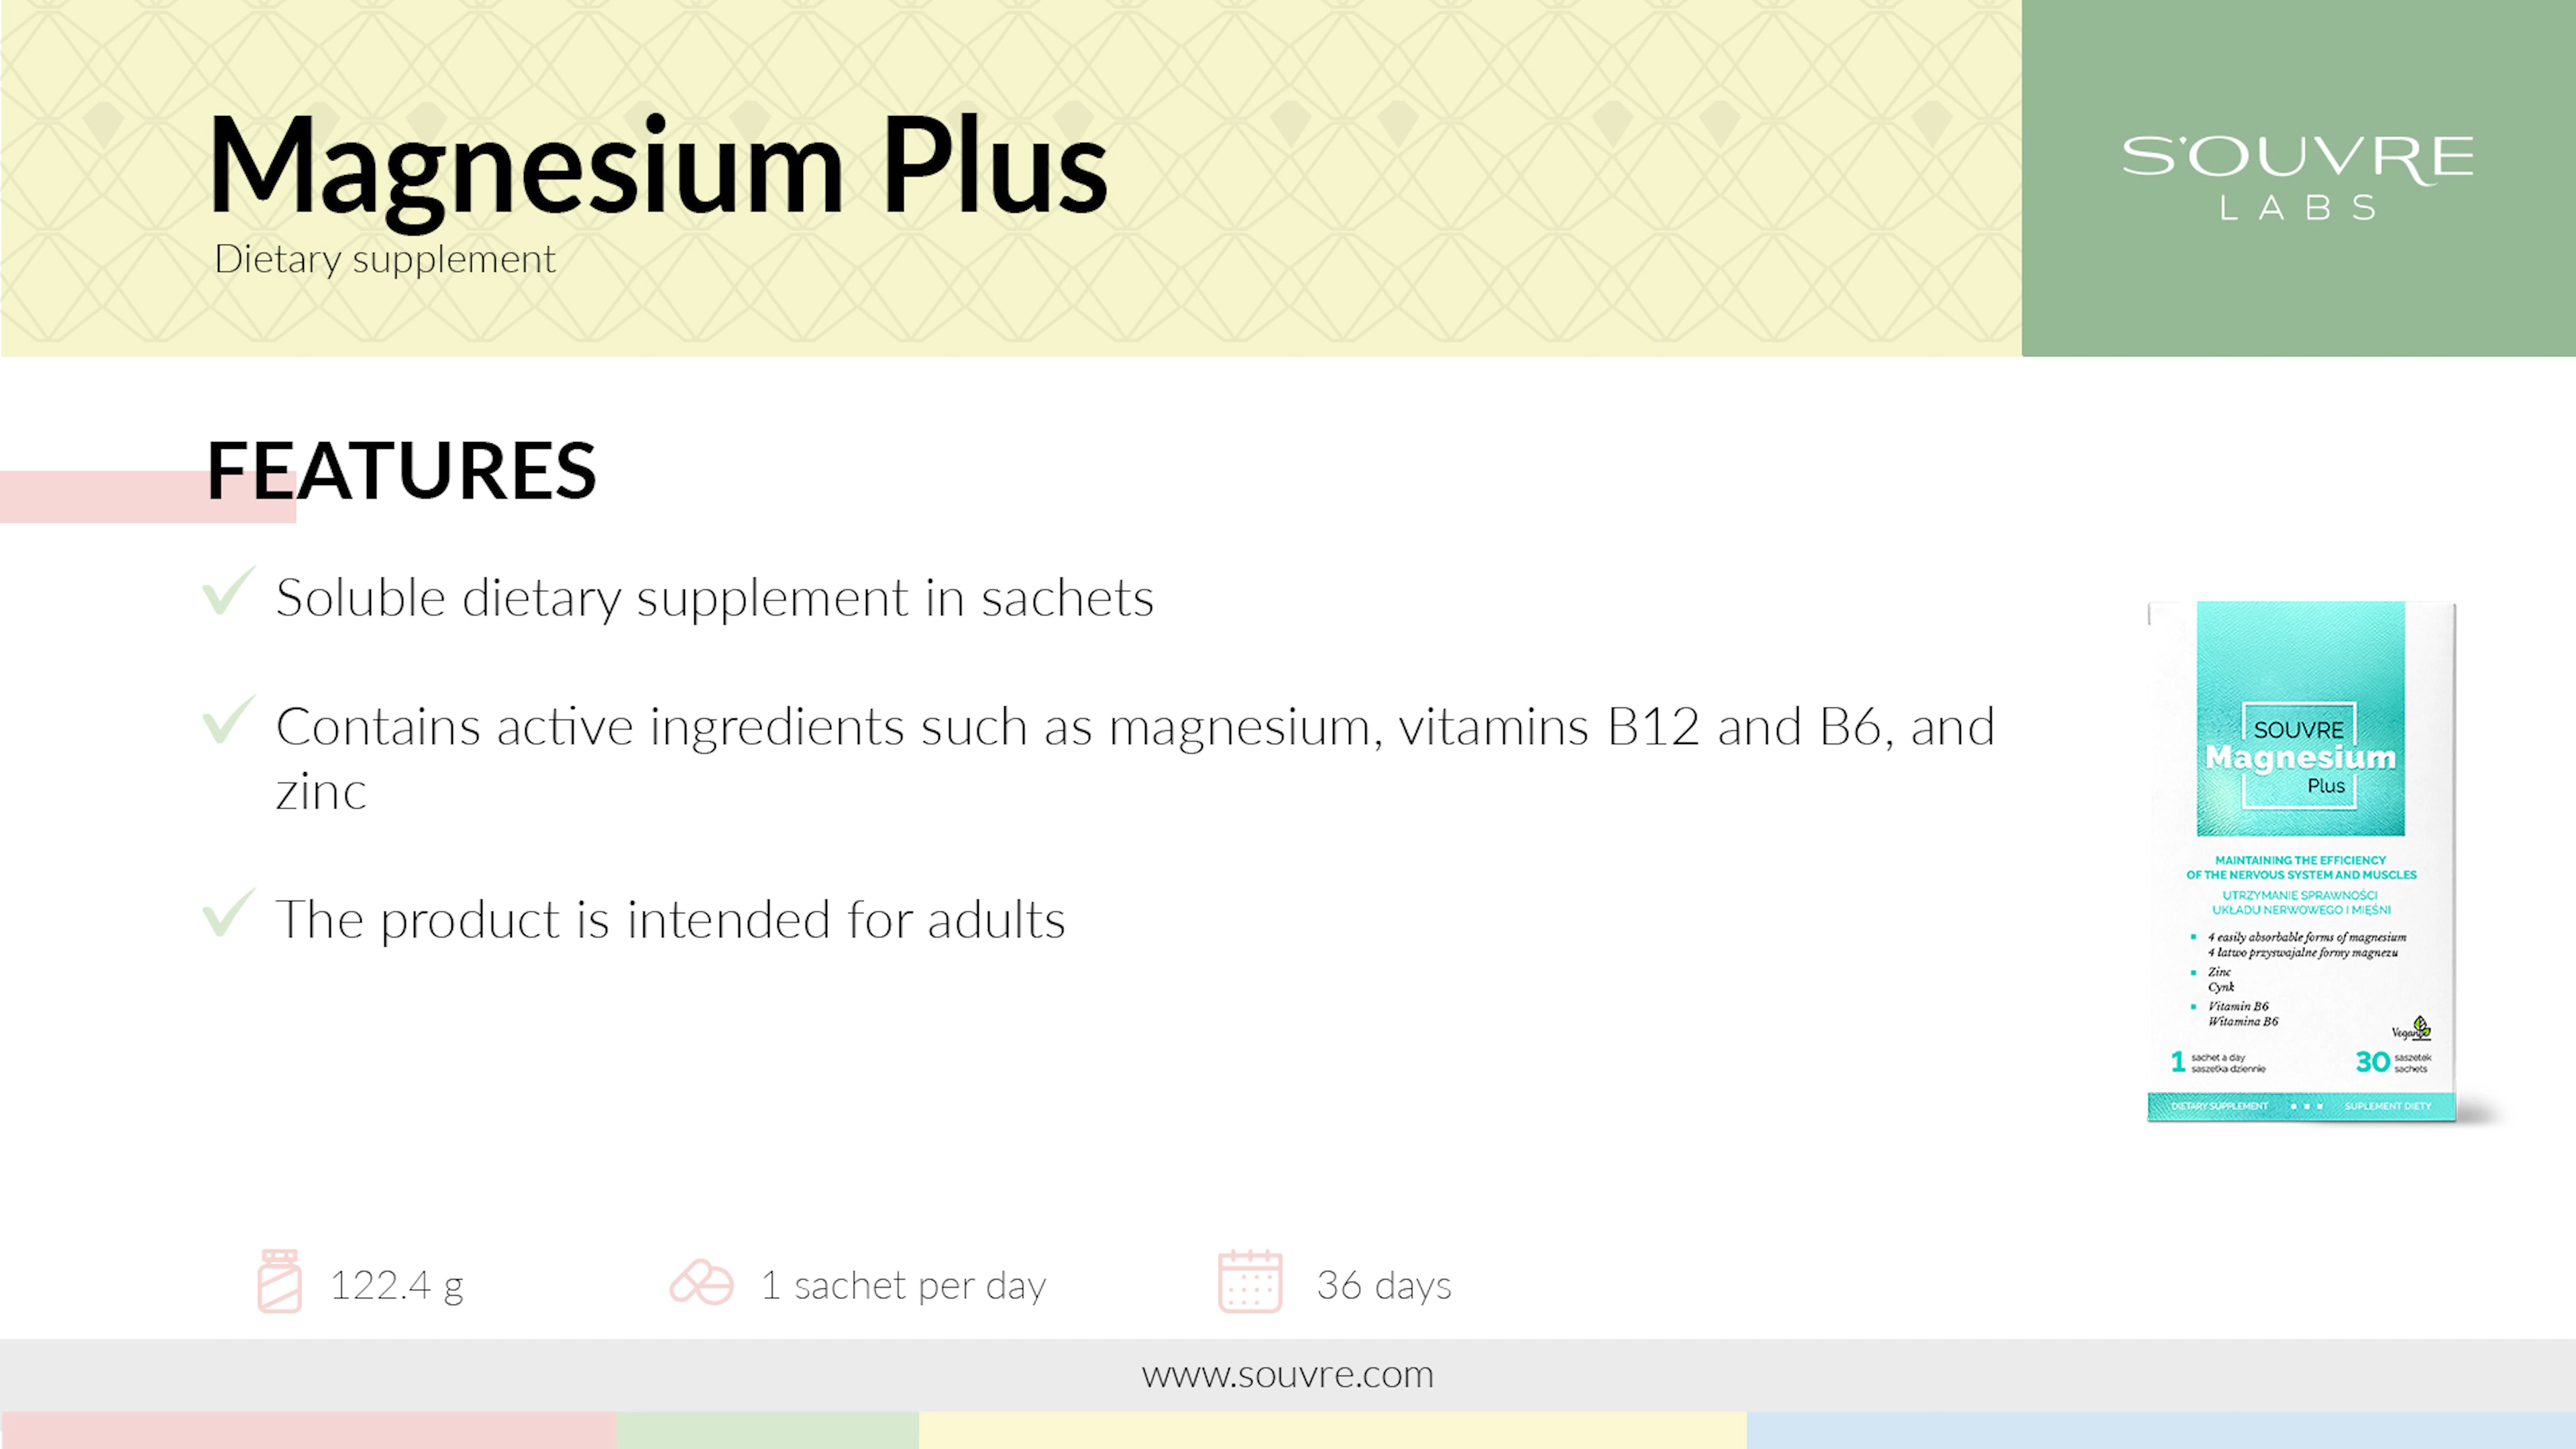 Magnesium Plus
Dietary supplement
S'OUVRE
LABS
FEATURES
Soluble dietary supplement in sachets
Contains active ingredients such as magnesium, vitamins B12 and B6, and
zinc
The product is intended for adults
SOUVRE
Magnesium
Plus
MAINTAINING THE EFFICIENCY
OF THE NERVOUS SYSTEM AND MUSCLES
UTRZYMANIE SPRAWNOŚCI
UKŁADU NERWOWEGO I MIĘŚNI
4 easily absorbable forms of magnesium
4 łatwo przyswajalne formy magnezu
Zinc
Cynk
Vitamin B6
Witamina B6
1 sachet a day
saszetka dziennie
30 saszetek
sachets
DIETARY SUPPLEMENT
SUPLEMENT DIETY
122.4 g
1 sachet per day
36 days
www.souvre.com